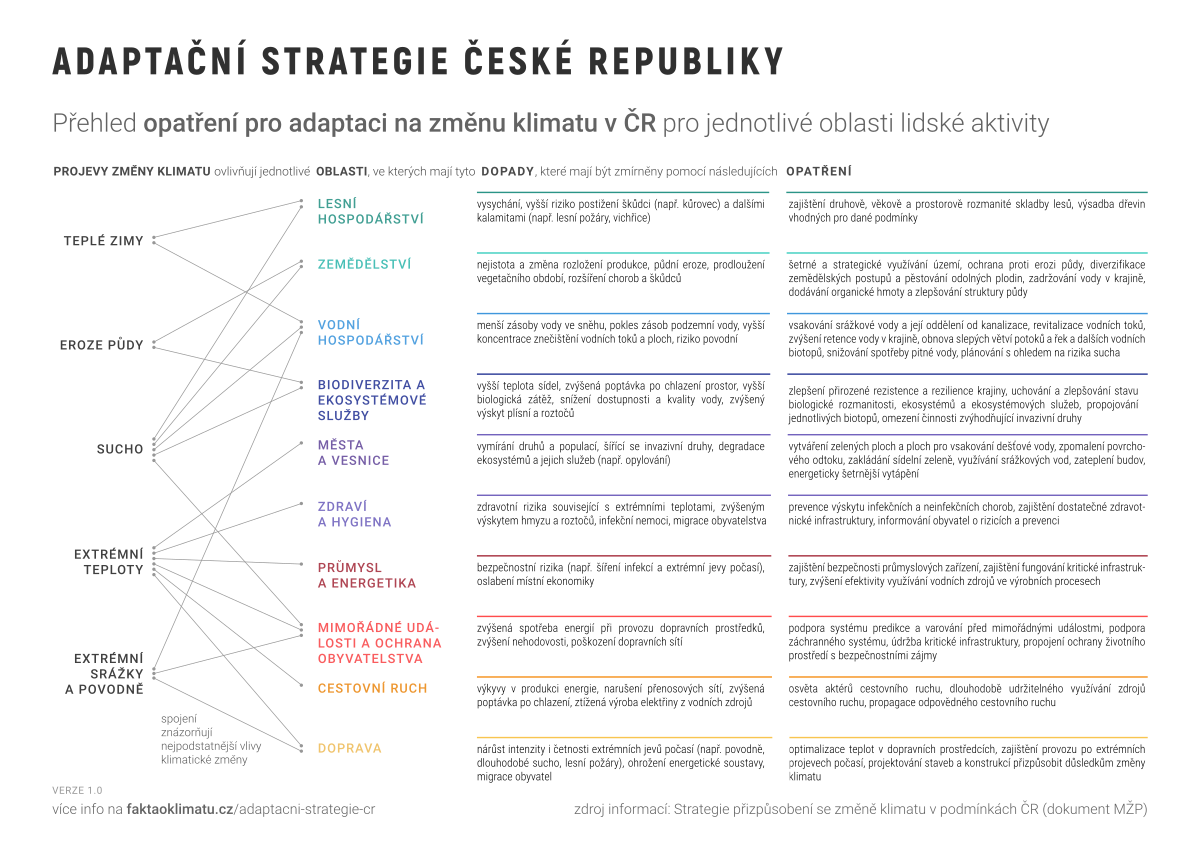 ADAPTAČNÍ STRATEGIE ČESKÉ REPUBLIKY
Přehled opatření pro adaptaci na změnu klimatu v ČR pro jednotlivé oblasti lidské aktivity
PROJEVY ZMĚNY KLIMATU ovlivňují jednotlivé OBLASTI, ve kterých mají tyto DOPADY, které mají být zmírněny pomocí následujících OPATŘENÍ
TEPLÉ ZIMY
EROZE PŮDY
SUCHO
EXTRÉMNÍ
TEPLOTY
EXTRÉMNÍ
SRÁŽKY
A POVODNĚ
spojení
znázorňují
nejpodstatnější vlivy
klimatické změny
LESNÍ
HOSPODÁŘSTVÍ
vysychání, vyšší riziko postižení škůdci (např. kůrovec) a dalšími
kalamitami (např. lesní požáry, vichřice)
zajištění druhově, věkově a prostorově rozmanité skladby lesů, výsadba dřevin
vhodných pro dané podmínky
ZEMĚDĚLSTVÍ
nejistota a změna rozložení produkce, půdní eroze, prodloužení
vegetačního období, rozšíření chorob a škůdců
šetrné a strategické využívání území, ochrana proti erozi půdy, diverzifikace
zemědělských postupů a pěstování odolných plodin, zadržování vody v krajině,
dodávání organické hmoty a zlepšování struktury půdy
VODNÍ
HOSPODÁŘSTVÍ
menší zásoby vody ve sněhu, pokles zásob podzemní vody, vyšší
koncentrace znečištění vodních toků a ploch, riziko povodní
vsakování srážkové vody a její oddělení od kanalizace, revitalizace vodních toků,
zvýšení retence vody v krajině, obnova slepých větví potoků a řek a dalších vodních
biotopů, snižování spotřeby pitné vody, plánování s ohledem na rizika sucha
BIODIVERZITA A
EKOSYSTÉMOVÉ
SLUŽBY
vyšší teplota sídel, zvýšená poptávka po chlazení prostor, vyšší
biologická zátěž, snížení dostupnosti a kvality vody, zvýšený
výskyt plísní a roztočů
zlepšení přirozené rezistence a rezilience krajiny, uchování a zlepšování stavu
biologické rozmanitosti, ekosystémů a ekosystémových služeb, propojování
jednotlivých biotopů, omezení činnosti zvýhodňující invazivní druhy
MĚSTA
A VESNICE
vymírání druhů a populací, šířící se invazivní druhy, degradace
ekosystémů a jejich služeb (např. opylování)
vytváření zelených ploch a ploch pro vsakování dešťové vody, zpomalení povrcho-
vého odtoku, zakládání sídelní zeleně, využívání srážkových vod, zateplení budov,
energeticky šetrnější vytápění
ZDRAVÍ
A HYGIENA
zdravotní rizika související s extrémními teplotami, zvýšeným
výskytem hmyzu a roztočů, infekční nemoci, migrace obyvatelstva
prevence výskytu infekčních a neinfekčních chorob, zajištění dostatečné zdravot-
nické infrastruktury, informování obyvatel o rizicích a prevenci
PRŮMYSL
A ENERGETIKA
bezpečnostní rizika (např. šíření infekcí a extrémní jevy počasí),
oslabení místní ekonomiky
zajištění bezpečnosti průmyslových zařízení, zajištění fungování kritické infrastruk-
tury, zvýšení efektivity využívání vodních zdrojů ve výrobních procesech
MIMOŘÁDNÉ UDÁ-
LOSTI A OCHRANA
OBYVATELSTVA
zvýšená spotřeba energií při provozu dopravních prostředků,
zvýšení nehodovosti, poškození dopravních sítí
podpora systému predikce a varování před mimořádnými událostmi, podpora
záchranného systému, údržba kritické infrastruktury, propojení ochrany životního
prostředí s bezpečnostními zájmy
CESTOVNÍ RUCH
výkyvy v produkci energie, narušení přenosových sítí, zvýšená
poptávka po chlazení, ztížená výroba elektřiny z vodních zdrojů
osvěta aktérů cestovního ruchu, dlouhodobě udržitelného využívání zdrojů
cestovního ruchu, propagace odpovědného cestovního ruchu
DOPRAVA
nárůst intenzity i četnosti extrémních jevů počasí (např. povodně,
dlouhodobé sucho, lesní požáry), ohrožení energetické soustavy,
migrace obyvatel
optimalizace teplot v dopravních prostředcích, zajištění provozu po extrémních
projevech počasí, projektování staveb a konstrukcí přizpůsobit důsledkům změny
klimatu
VERZE 1.0
více info na faktaoklimatu.cz/adaptacni-strategie-cr
zdroj informací: Strategie přizpůsobení se změně klimatu v podmínkách ČR (dokument MŽP)